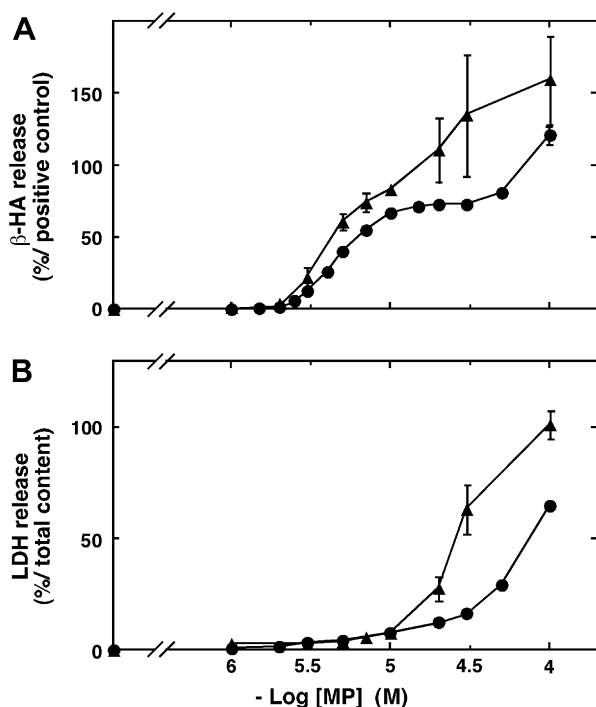 A
β-HA release
(%/ positive control)
150
100
50
0
B
LDH release
(%/ total content)
100
50
0
6
5.5
5
4.5
4
- Log [MP] (M)